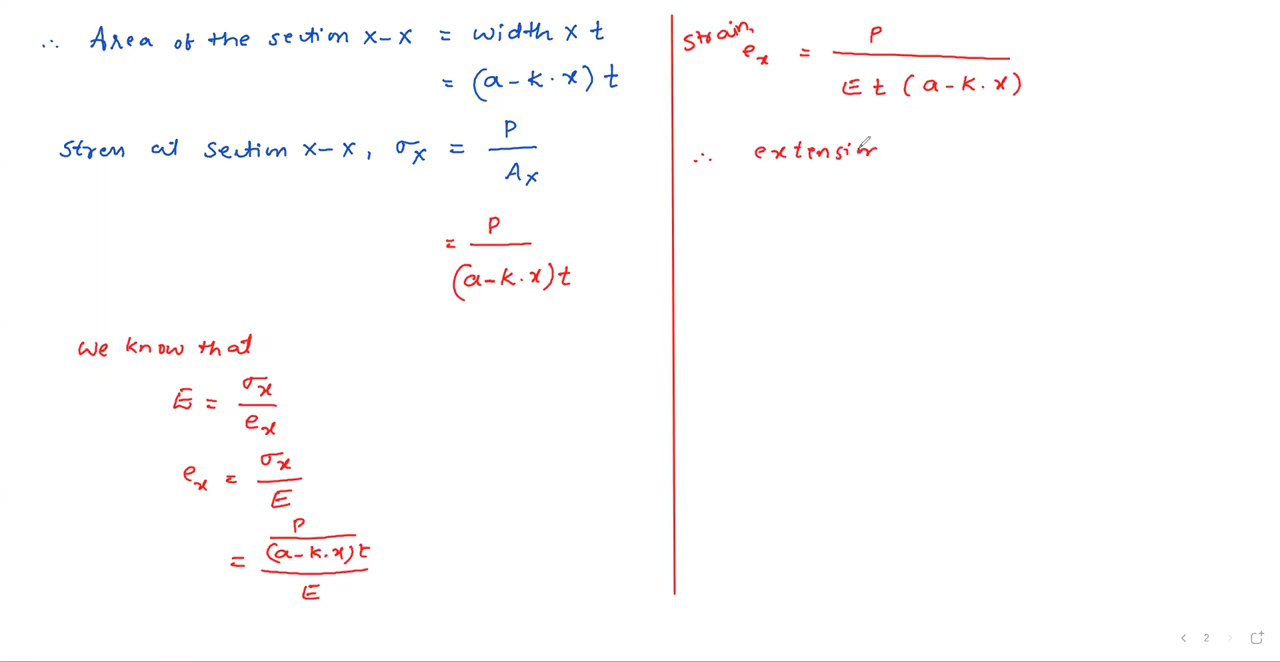 ∴ Area of the section x-x = width x t
= (a-k.x) t
Stress at section x-x, σx = P / Ax
= P / (a-k.x)t
We know that
E = σx / ex
ex = σx / E
= P / (a-k.x)t / E
Strain, ex = P / E t (a-k.x)
∴ extension
2